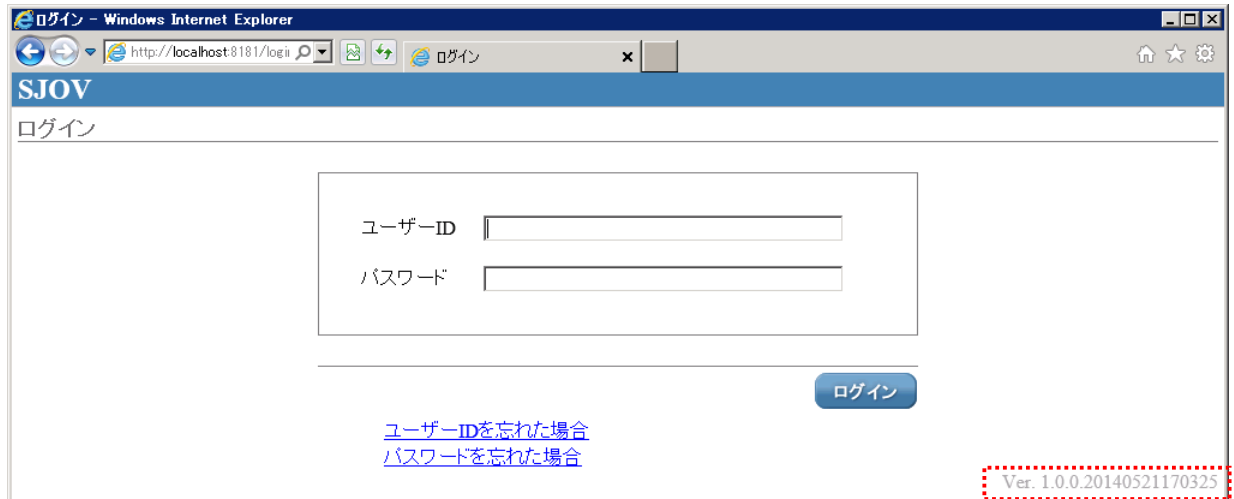 ログイン - Windows Internet Explorer
http://localhost:8181/logi
ログイン
SJOV
ログイン
ユーザーID
パスワード
ログイン
ユーザーIDを忘れた場合
パスワードを忘れた場合
Ver. 1.0.0.20140521170325